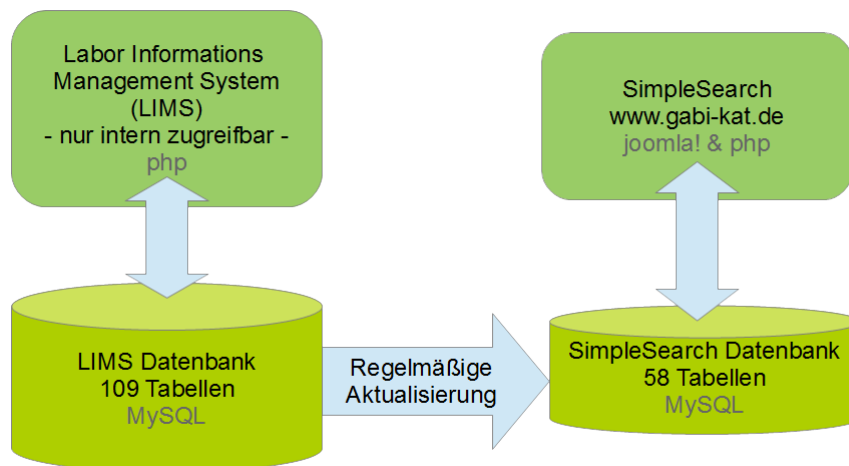 Labor Informations
Management System
(LIMS)
- nur intern zugreifbar -
php
SimpleSearch
www.gabi-kat.de
joomla! & php
LIMS Datenbank
109 Tabellen
MySQL
Regelmäßige
Aktualisierung
SimpleSearch Datenbank
58 Tabellen
MySQL